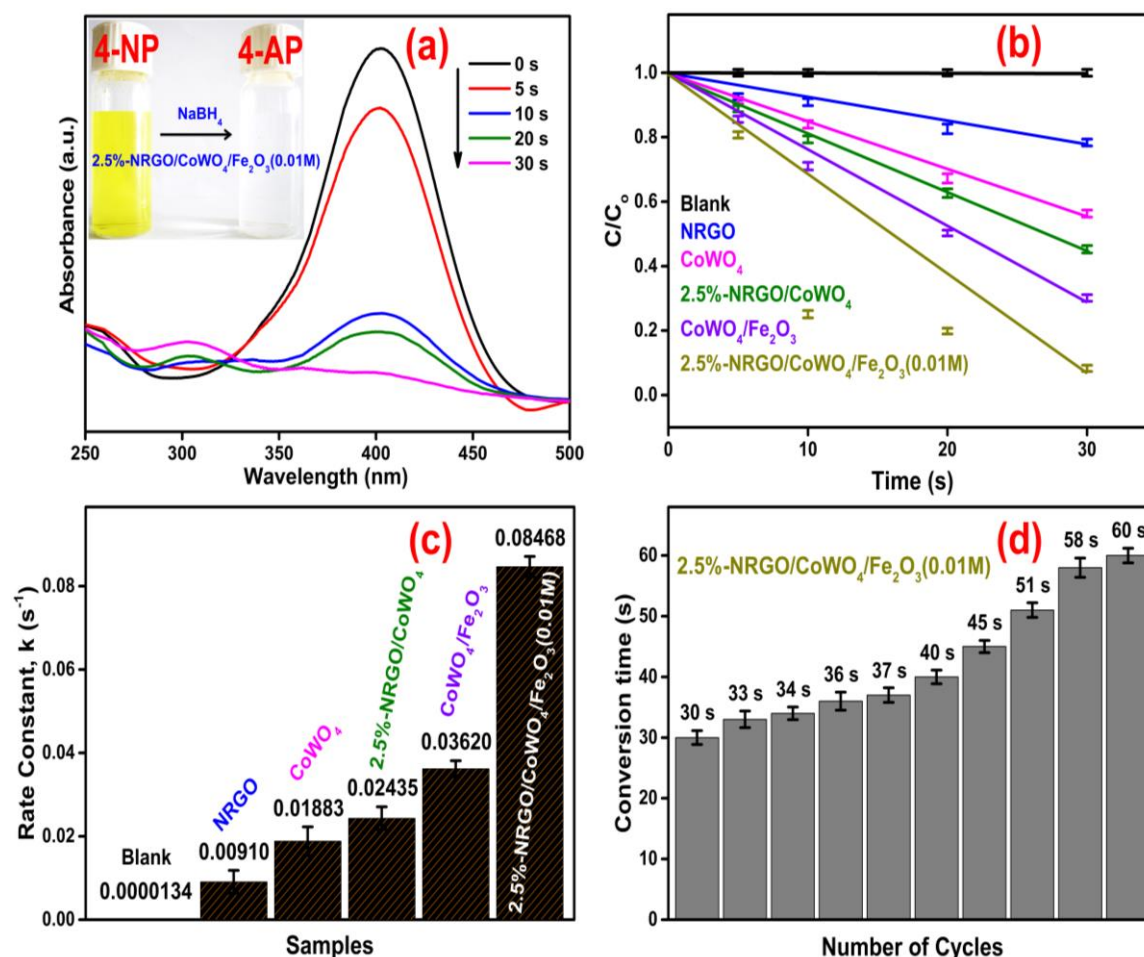 (a)
4-NP
4-AP
NaBH₄
2.5%-NRGO/CoWO₄/Fe₂O₃(0.01M)
0 s
5 s
10 s
20 s
30 s
Absorbance (a.u.)
250
300
350
400
450
500
Wavelength (nm)
(b)
1.0
0.8
0.6
0.4
0.2
0.0
C/Cₒ
Blank
NRGO
CoWO₄
2.5%-NRGO/CoWO₄
CoWO₄/Fe₂O₃
2.5%-NRGO/CoWO₄/Fe₂O₃(0.01M)
0
10
20
30
Time (s)
(c)
0.08
0.06
0.04
0.02
0.00
Rate Constant, k (s⁻¹)
Blank
0.0000134
NRGO
0.00910
CoWO₄
0.01883
2.5%-NRGO/CoWO₄
0.02435
CoWO₄/Fe₂O₃
0.03620
2.5%-NRGO/CoWO₄/Fe₂O₃(0.01M)
0.08468
Samples
(d)
2.5%-NRGO/CoWO₄/Fe₂O₃(0.01M)
60
50
40
30
20
10
0
Conversion time (s)
30 s
33 s
34 s
36 s
37 s
40 s
45 s
51 s
58 s
60 s
Number of Cycles